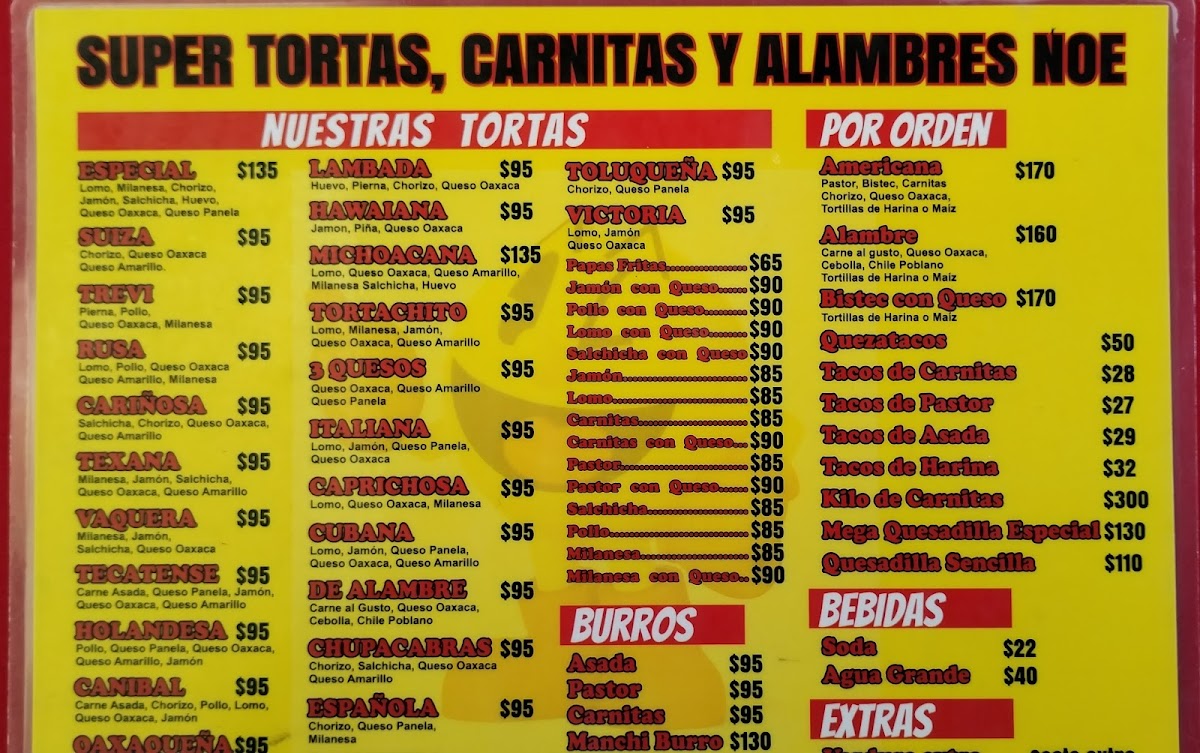 SUPER TORTAS, CARNITAS Y ALAMBRES NOE
NUESTRAS TORTAS
ESPECIAL $135
Lomo, Milanesa, Chorizo,
Jamón, Salchicha, Huevo,
Queso Oaxaca, Queso Panela
SUIZA $95
Chorizo, Queso Oaxaca
Queso Amarillo.
TREVI $95
Pierna, Pollo,
Queso Oaxaca, Milanesa
RUSA $95
Lomo, Pollo, Queso Oaxaca
Queso Amarillo, Milanesa
CARIÑOSA $95
Salchicha, Chorizo, Queso Oaxaca,
Queso Amarillo
TEXANA $95
Milanesa, Jamón, Salchicha,
Queso Oaxaca, Queso Amarillo
VAQUERA $95
Milanesa, Jamón,
Salchicha, Queso Oaxaca
TECATENSE $95
Carne Asada, Queso Panela, Jamón,
Queso Oaxaca, Queso Amarillo
HOLANDESA $95
Pollo, Queso Panela, Queso Oaxaca,
Queso Amarillo, Jamón
CANIBAL $95
Carne Asada, Chorizo, Pollo, Lomo,
Queso Oaxaca, Jamón
OAXAQUEÑA $95
LAMBADA $95
Huevo, Pierna, Chorizo, Queso Oaxaca
HAWAIANA $95
Jamon, Piña, Queso Oaxaca
MICHOACANA $135
Lomo, Queso Oaxaca, Queso Amarillo,
Milanesa Salchicha, Huevo
TORTACHITO $95
Lomo, Milanesa, Jamón,
Queso Oaxaca, Queso Amarillo
3 QUESOS $95
Queso Oaxaca, Queso Amarillo
Queso Panela
ITALIANA $95
Lomo, Jamón, Queso Panela,
Queso Oaxaca
CAPRICHOSA $95
Lomo, Queso Oaxaca, Milanesa
CUBANA $95
Lomo, Jamón, Queso Panela,
Queso Oaxaca, Queso Amarillo
DE ALAMBRE $95
Carne al Gusto, Queso Oaxaca,
Cebolla, Chile Poblano
CHUPACABRAS $95
Chorizo, Salchicha, Queso Oaxaca
Queso Amarillo
ESPAÑOLA $95
Chorizo, Queso Panela,
Milanesa
TOLUQUEÑA $95
Chorizo, Queso Panela
VICTORIA $95
Lomo, Jamón
Queso Oaxaca
Papas Fritas................ $65
Jamón con Queso...... $90
Pollo con Queso........ $90
Lomo con Queso........ $90
Salchicha con Queso $90
Jamón........................ $85
Lomo......................... $85
Carnitas.................... $85
Carnitas con Queso... $90
Pastor....................... $85
Pastor con Queso...... $90
Salchicha.................. $85
Pollo......................... $85
Milanesa................... $85
Milanesa con Queso.. $90
BURROS
Asada $95
Pastor $95
Carnitas $95
Manchi Burro $130
POR ORDEN
Americana $170
Pastor, Bistec, Carnitas
Chorizo, Queso Oaxaca,
Tortillas de Harina o Maiz
Alambre $160
Carne al gusto, Queso Oaxaca,
Cebolla, Chile Poblano
Tortillas de Harina o Maiz
Bistec con Queso $170
Tortillas de Harina o Maiz
Quezatacos $50
Tacos de Carnitas $28
Tacos de Pastor $27
Tacos de Asada $29
Tacos de Harina $32
Kilo de Carnitas $300
Mega Quesadilla Especial $130
Quesadilla Sencilla $110
BEBIDAS
Soda $22
Agua Grande $40
EXTRAS